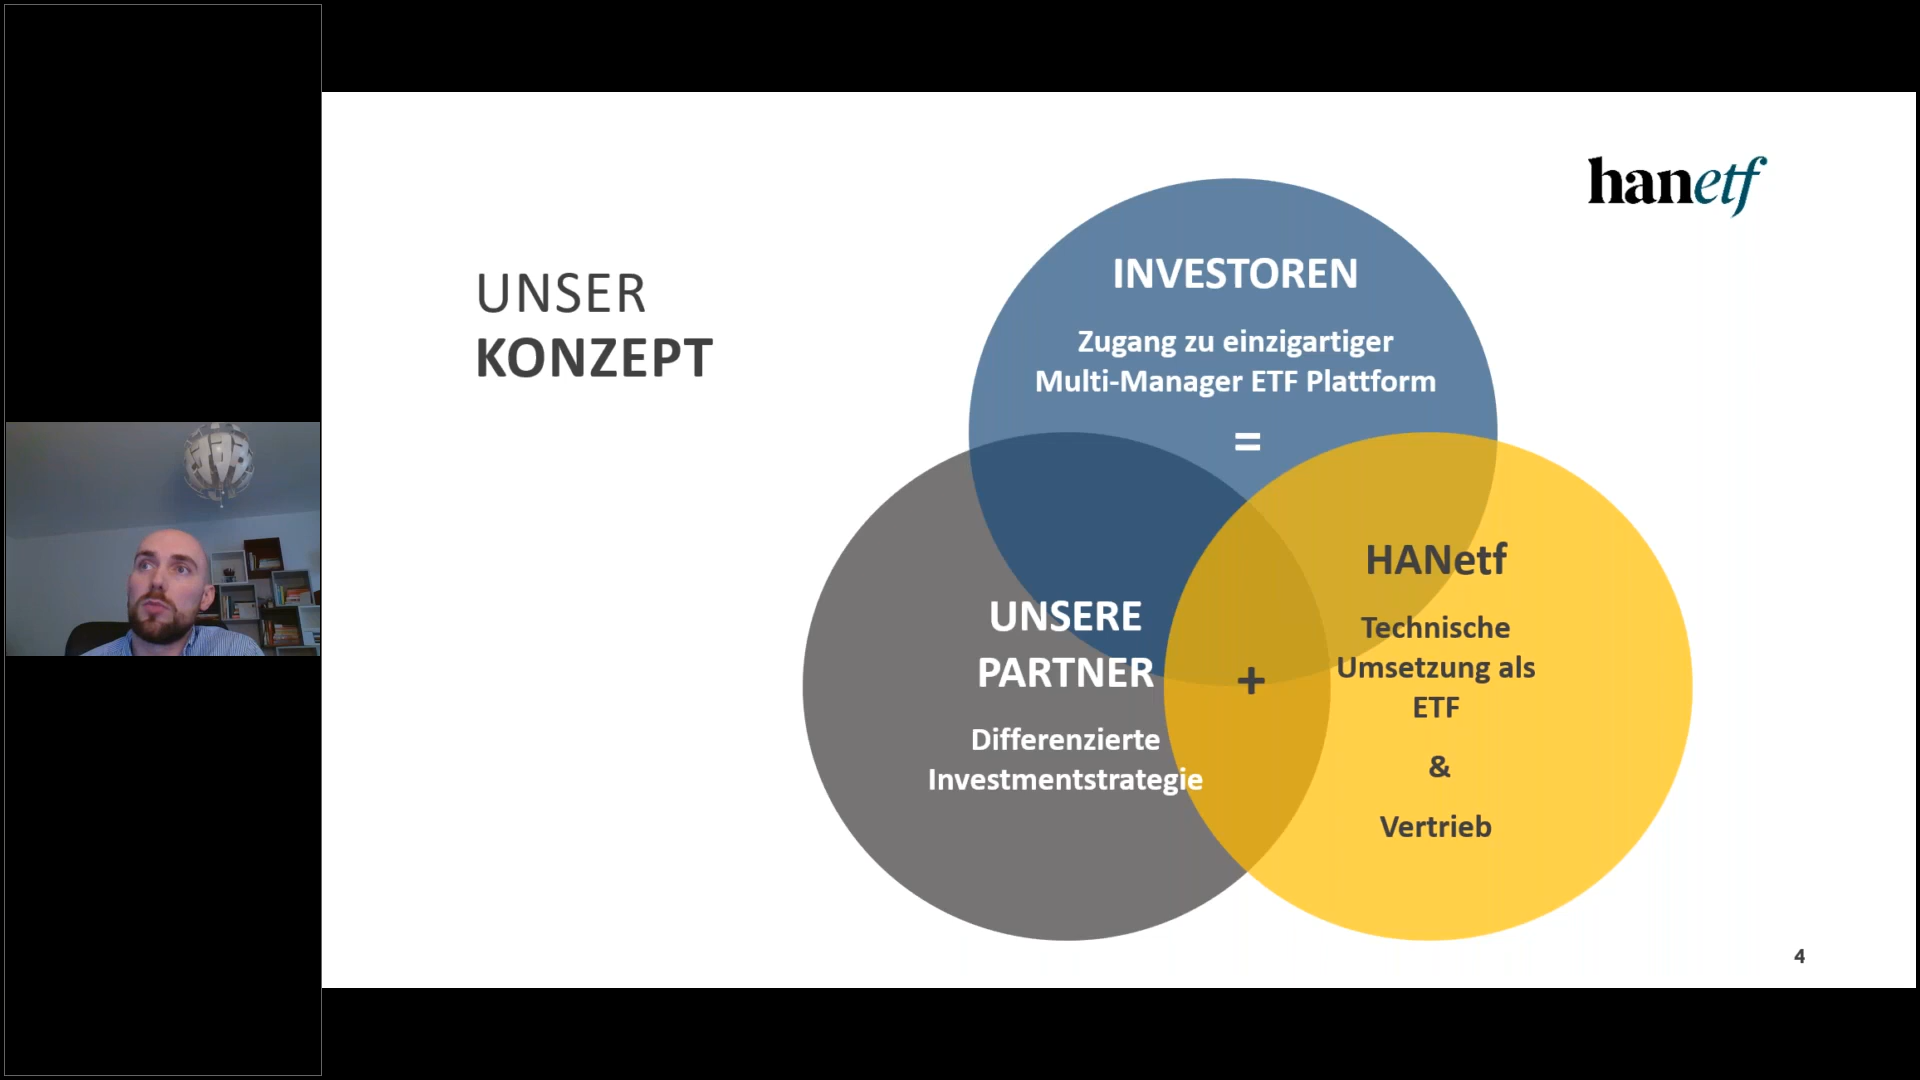 hanetf
UNSER
KONZEPT
INVESTOREN
Zugang zu einzigartiger
Multi-Manager ETF Plattform
=
UNSERE
PARTNER
Differenzierte
Investmentstrategie
+
HANetf
Technische
Umsetzung als
ETF
&
Vertrieb
4